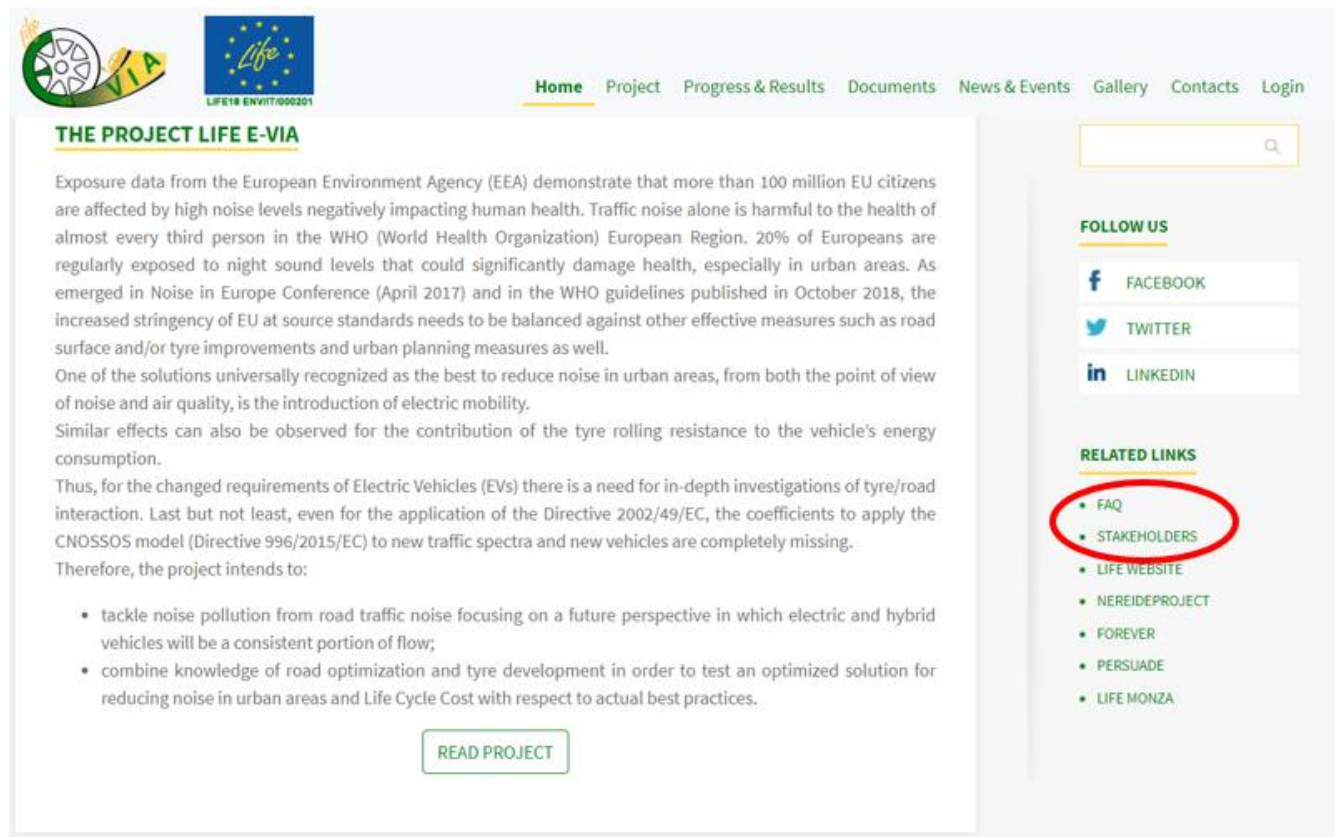 life
VIA
Life
LIFE18 ENV/IT/000201
Home Project Progress & Results Documents News & Events Gallery Contacts Login
THE PROJECT LIFE E-VIA
Exposure data from the European Environment Agency (EEA) demonstrate that more than 100 million EU citizens
are affected by high noise levels negatively impacting human health. Traffic noise alone is harmful to the health of
almost every third person in the WHO (World Health Organization) European Region. 20% of Europeans are
regularly exposed to night sound levels that could significantly damage health, especially in urban areas. As
emerged in Noise in Europe Conference (April 2017) and in the WHO guidelines published in October 2018, the
increased stringency of EU at source standards needs to be balanced against other effective measures such as road
surface and/or tyre improvements and urban planning measures as well.
One of the solutions universally recognized as the best to reduce noise in urban areas, from both the point of view
of noise and air quality, is the introduction of electric mobility.
Similar effects can also be observed for the contribution of the tyre rolling resistance to the vehicle's energy
consumption.
Thus, for the changed requirements of Electric Vehicles (EVs) there is a need for in-depth investigations of tyre/road
interaction. Last but not least, even for the application of the Directive 2002/49/EC, the coefficients to apply the
CNOSSOS model (Directive 996/2015/EC) to new traffic spectra and new vehicles are completely missing.
Therefore, the project intends to:
• tackle noise pollution from road traffic noise focusing on a future perspective in which electric and hybrid
vehicles will be a consistent portion of flow;
• combine knowledge of road optimization and tyre development in order to test an optimized solution for
reducing noise in urban areas and Life Cycle Cost with respect to actual best practices.
READ PROJECT
FOLLOW US
FACEBOOK
TWITTER
LINKEDIN
RELATED LINKS
• FAQ
• STAKEHOLDERS
• LIFE WEBSITE
• NEREIDEPROJECT
• FOREVER
• PERSUADE
• LIFE MONZA